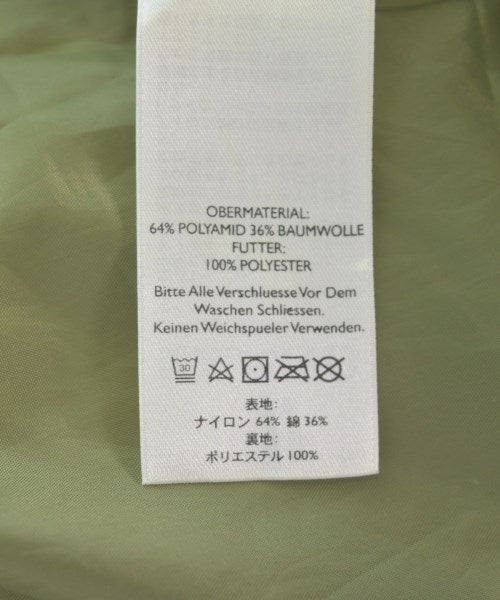 OBERMATERIAL:
64% POLYAMID 36% BAUMWOLLE
FUTTER:
100% POLYESTER
Bitte Alle Verschluesse Vor Dem
Waschen Schliessen.
Keinen Weichspueler Verwenden.
30
表地:
ナイロン 64% 綿 36%
裏地:
ポリエステル 100%